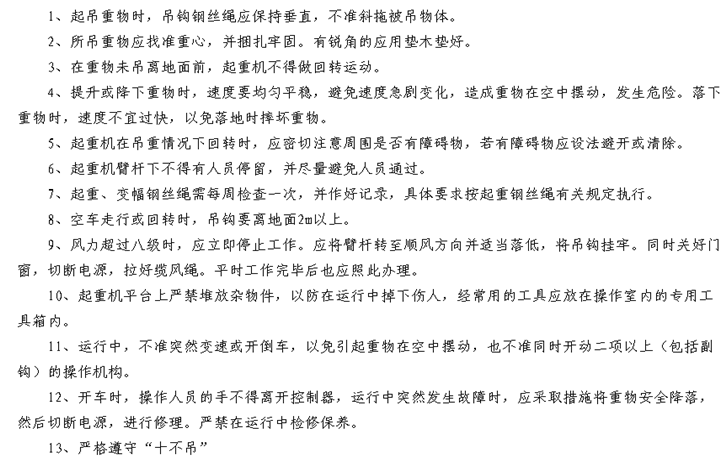 1、起吊重物时，吊钩钢丝绳应保持垂直，不准斜拖被吊物体。
2、所吊重物应找准重心，并捆扎牢固。有锐角的应用垫木垫好。
3、在重物未吊离地面前，起重机不得做回转运动。
4、提升或降下重物时，速度要均匀平稳，避免速度急剧变化，造成重物在空中摆动，发生危险。落下
重物时，速度不宜过快，以免落地时摔坏重物。
5、起重机在吊重情况下回转时，应密切注意周围是否有障碍物，若有障碍物应设法避开或清除。
6、起重机臂杆下不得有人员停留，并尽量避免人员通过。
7、起重、变幅钢丝绳需每周检查一次，并作好记录，具体要求按起重钢丝绳有关规定执行。
8、空车走行或回转时，吊钩要离地面2m以上。
9、风力超过八级时，应立即停止工作。应将臂杆转至顺风方向并适当落低，将吊钩挂牢。同时关好门
窗，切断电源，拉好缆风绳。平时工作完毕后也应照此办理。
10、起重机平台上严禁堆放杂物件，以防在运行中掉下伤人，经常用的工具应放在操作室内的专用工
具箱内。
11、运行中，不准突然变速或开倒车，以免引起重物在空中摆动，也不准同时开动二项以上（包括副
钩）的操作机构。
12、开车时，操作人员的手不得离开控制器，运行中突然发生故障时，应采取措施将重物安全降落，
然后切断电源，进行修理。严禁在运行中检修保养。
13、严格遵守“十不吊”